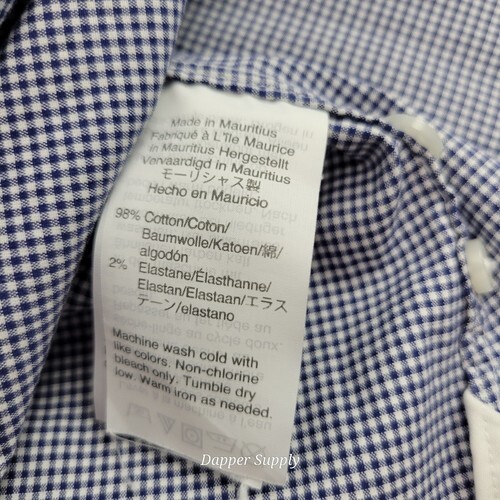 Made in Mauritius
Fabriqué à L'île Maurice
in Mauritius Hergestellt
Vervaardigd in Mauritius
モーリシャス製
Hecho en Mauricio
98% Cotton/Coton/
Baumwolle/Katoen/綿/
algodón
2% Elastane/Élasthanne/
Elastan/Elastaan/エラス
テーン/elastano
Machine wash cold with
like colors. Non-chlorine
bleach only. Tumble dry
low. Warm iron as needed.
Dapper Supply